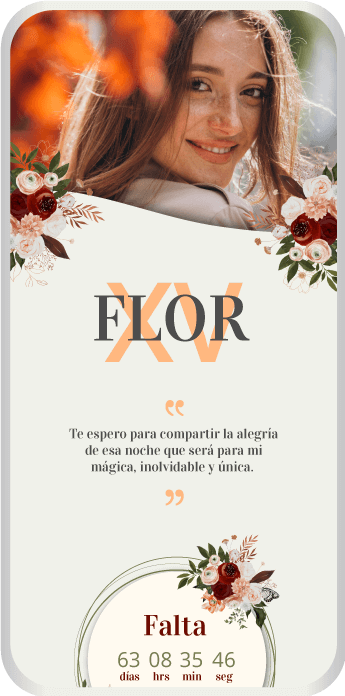 XV
FLOR
“
Te espero para compartir la alegría
de esa noche que será para mi
mágica, inolvidable y única.
”
Falta
63 08 35 46
días hrs min seg